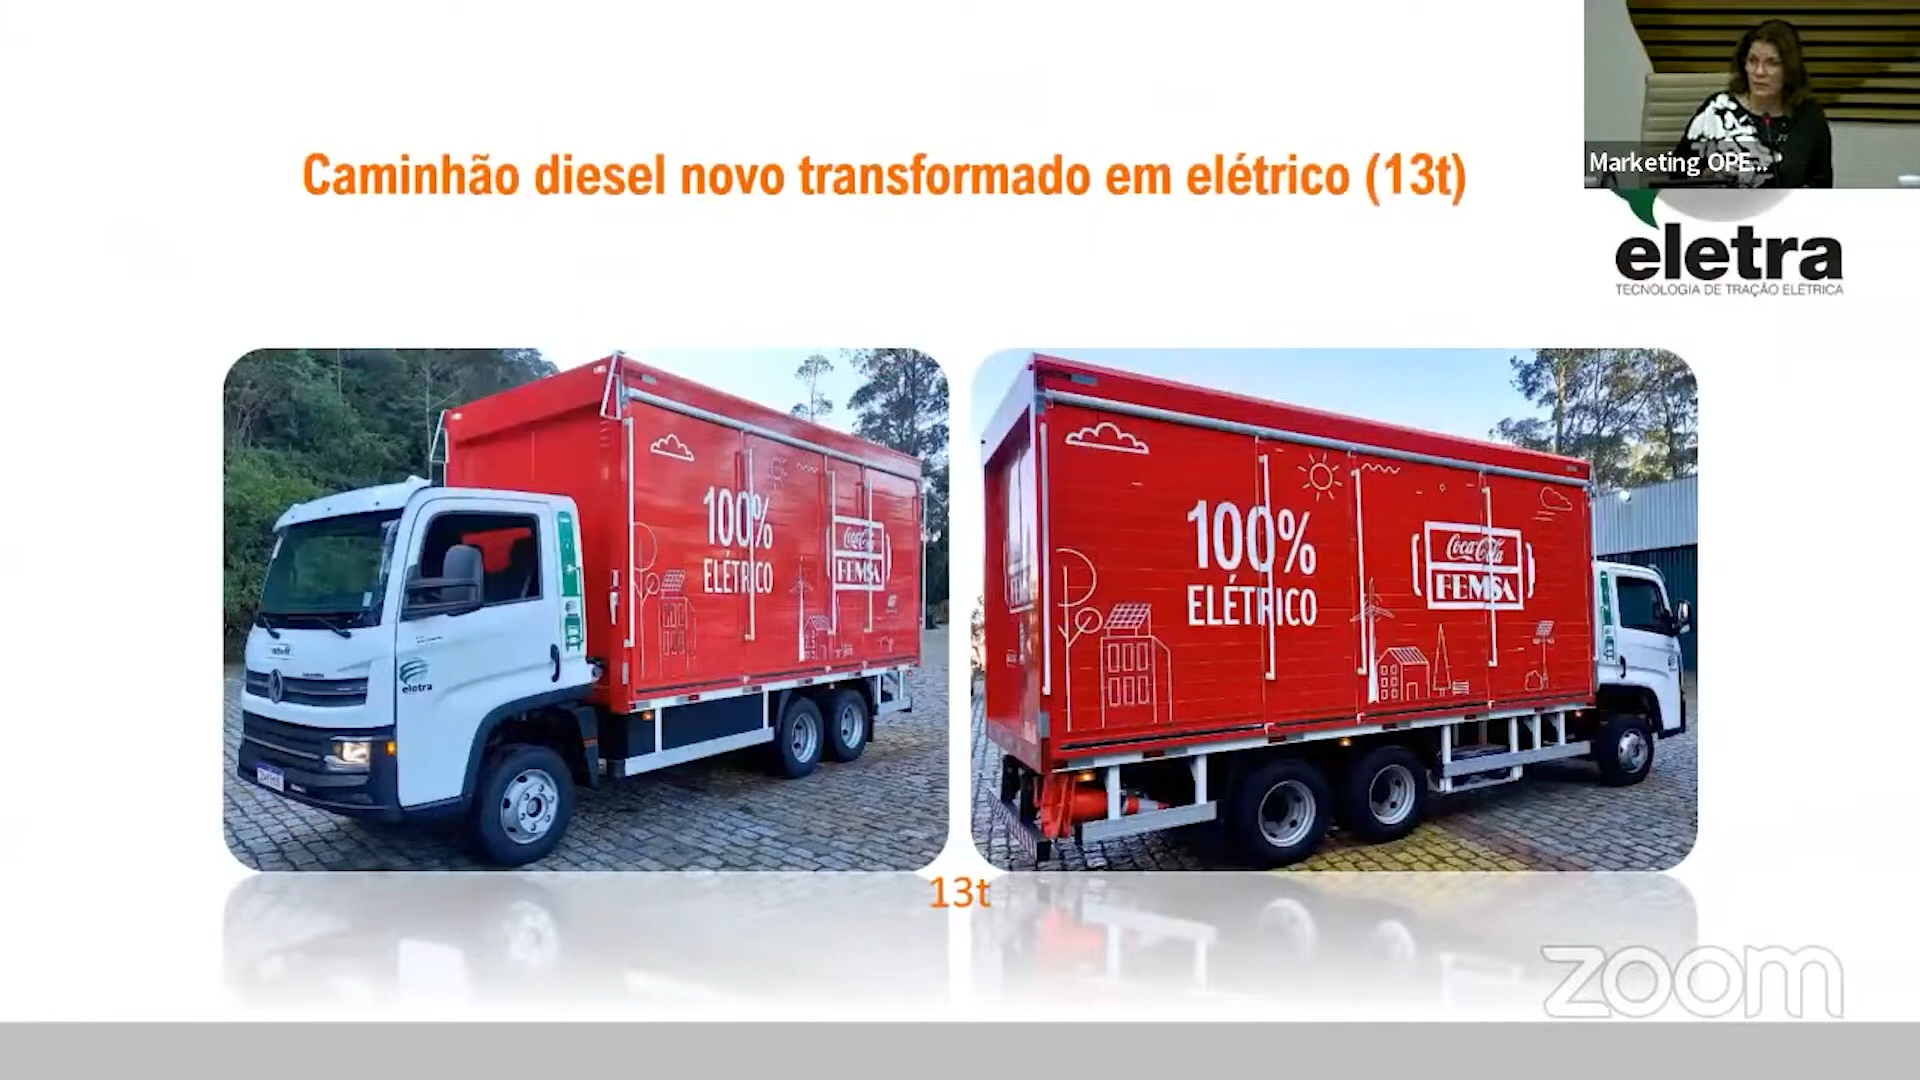 Marketing OPE...
Caminhão diesel novo transformado em elétrico (13t)
eletra
TECNOLOGIA DE TRAÇÃO ELÉTRICA
100%
ELÉTRICO
Coca-Cola
FEMSA
eletra
100%
ELÉTRICO
Coca-Cola
FEMSA
13t
zoom